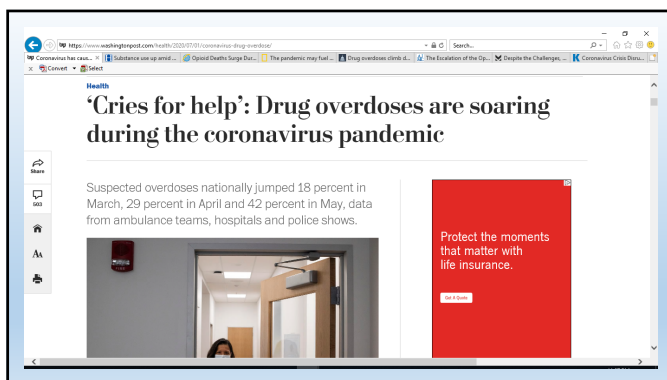 https://www.washingtonpost.com/health/2020/07/01/coronavirus-drug-overdose/
Search...
Coronavirus has caus...
Substance use up amid ...
Opioid Deaths Surge Dur...
The pandemic may fuel ...
Drug overdoses climb d...
The Escalation of the Op...
Despite the Challenges, ...
Coronavirus Crisis Disru...
x Convert Select
Health
‘Cries for help’: Drug overdoses are soaring
during the coronavirus pandemic
Share
503
AA
Suspected overdoses nationally jumped 18 percent in
March, 29 percent in April and 42 percent in May, data
from ambulance teams, hospitals and police shows.
Protect the moments
that matter with
life insurance.
Get A Quote